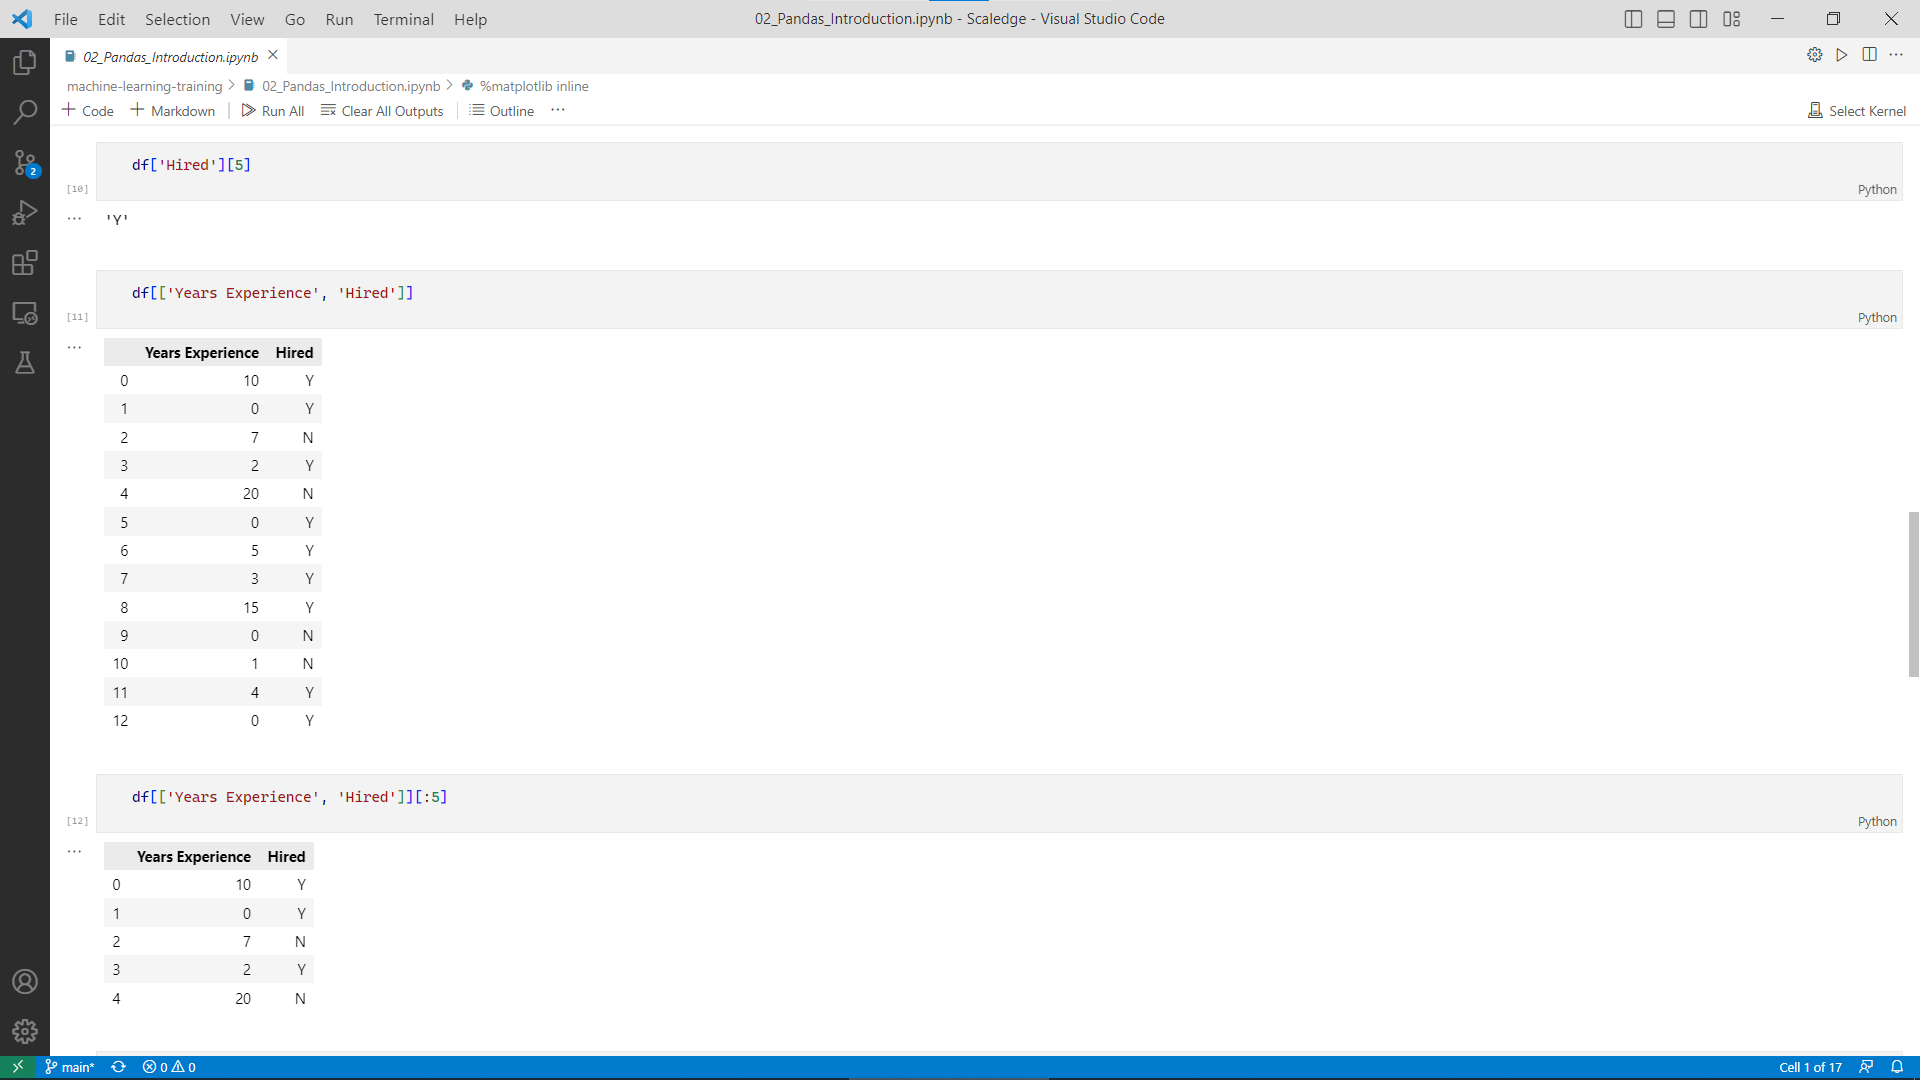 File Edit Selection View Go Run Terminal Help
02_Pandas_Introduction.ipynb - Scaledge - Visual Studio Code
02_Pandas_Introduction.ipynb
machine-learning-training > 02_Pandas_Introduction.ipynb > %matplotlib inline
+ Code + Markdown | Run All Clear All Outputs | Outline ...
Select Kernel
df['Hired'][5]
[10]
Python
... 'Y'
df[['Years Experience', 'Hired']]
[11]
Python
...
Years Experience Hired
0 10 Y
1 0 Y
2 7 N
3 2 Y
4 20 N
5 0 Y
6 5 Y
7 3 Y
8 15 Y
9 0 N
10 1 N
11 4 Y
12 0 Y
df[['Years Experience', 'Hired']][:5]
[12]
Python
...
Years Experience Hired
0 10 Y
1 0 Y
2 7 N
3 2 Y
4 20 N
2
main* 0 0
Cell 1 of 17